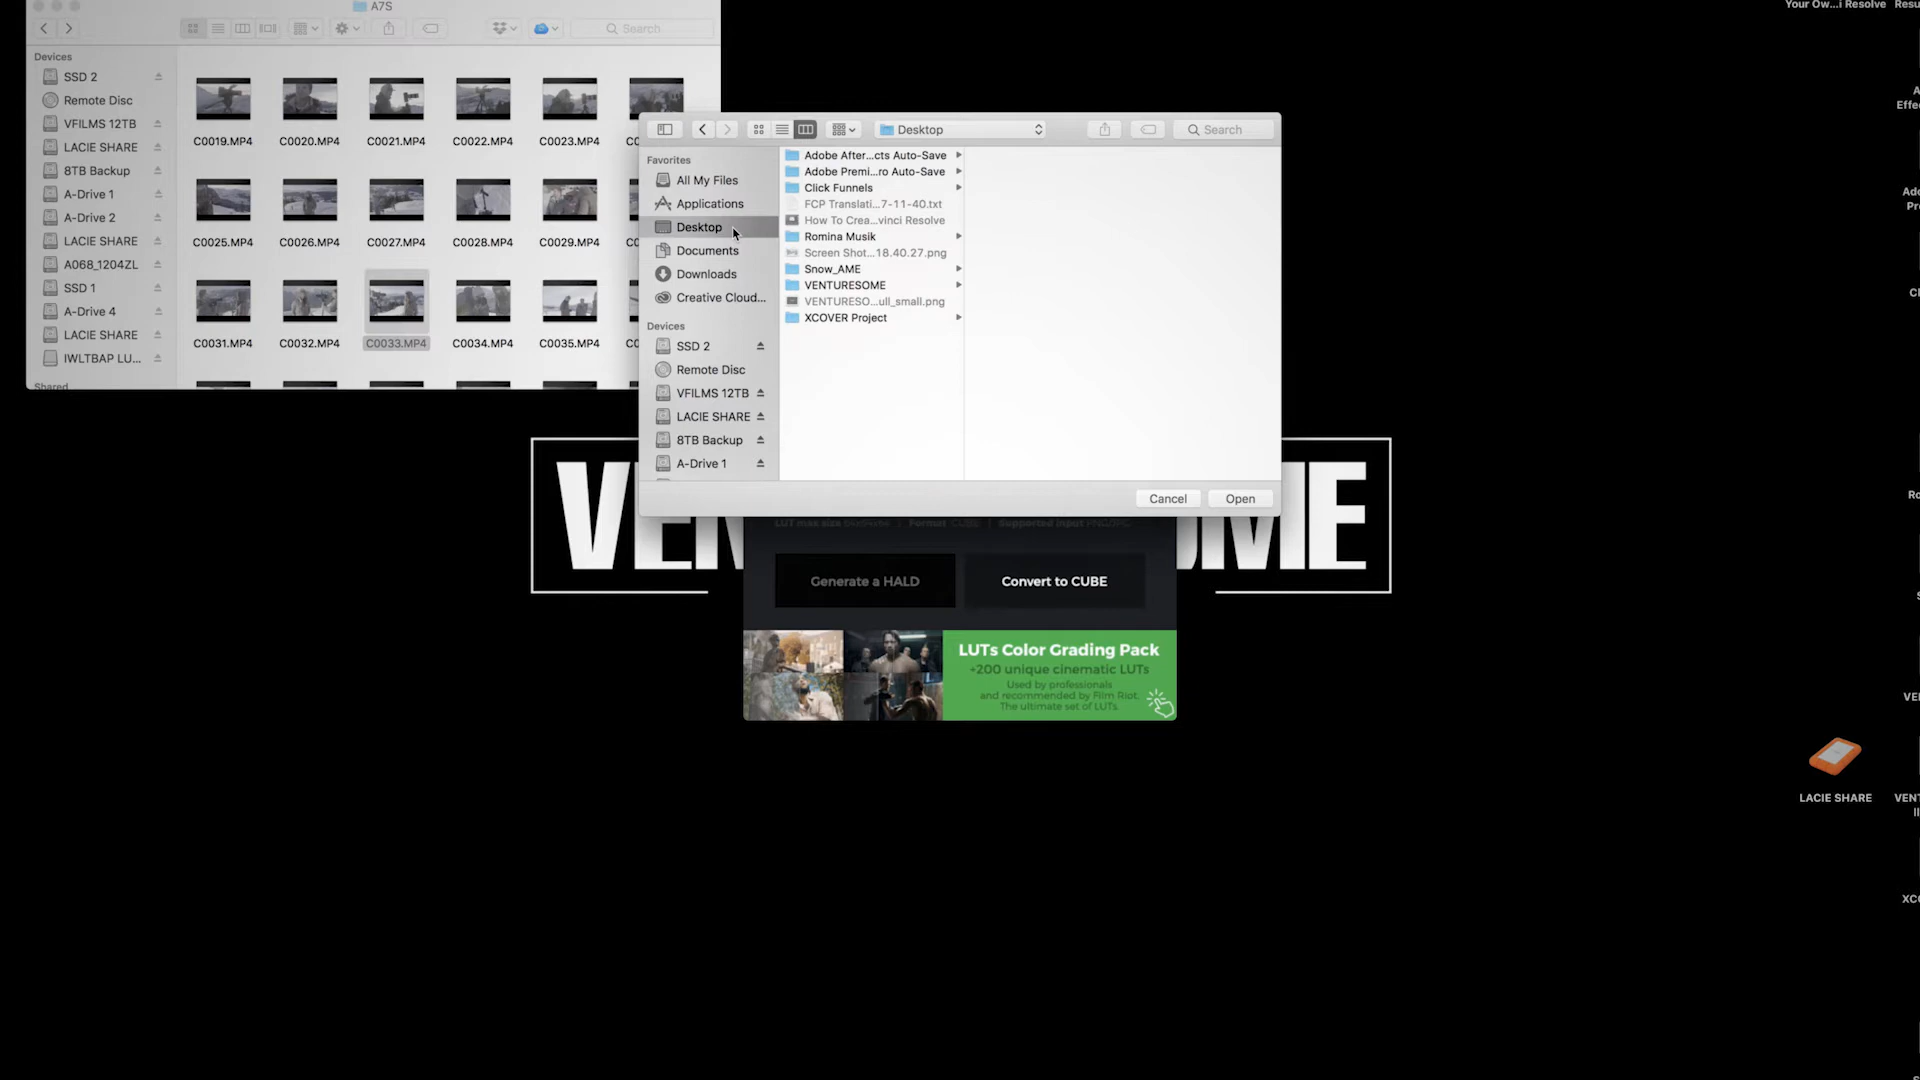 Your Ow...i Resolve
A7S
Search
Devices
SSD 2
Remote Disc
VFILMS 12TB
LACIE SHARE
8TB Backup
A-Drive 1
A-Drive 2
LACIE SHARE
A068_1204ZL
SSD 1
A-Drive 4
LACIE SHARE
IWLTBAP LU...
Shared
C0019.MP4
C0020.MP4
C0021.MP4
C0022.MP4
C0023.MP4
C0025.MP4
C0026.MP4
C0027.MP4
C0028.MP4
C0029.MP4
C0031.MP4
C0032.MP4
C0033.MP4
C0034.MP4
C0035.MP4
Desktop
Search
Favorites
All My Files
Applications
Desktop
Documents
Downloads
Creative Cloud...
Devices
SSD 2
Remote Disc
VFILMS 12TB
LACIE SHARE
8TB Backup
A-Drive 1
Adobe After...cts Auto-Save
Adobe Premi...ro Auto-Save
Click Funnels
FCP Translati...7-11-40.txt
How To Crea...vinci Resolve
Romina Musik
Screen Shot...18.40.27.png
Snow_AME
VENTURESOME
VENTURESO...ull_small.png
XCOVER Project
Cancel
Open
Generate a HALD
Convert to CUBE
LUTs Color Grading Pack
+200 unique cinematic LUTs
Used by professionals
and recommended by Film Riot.
The ultimate set of LUTs.
LACIE SHARE